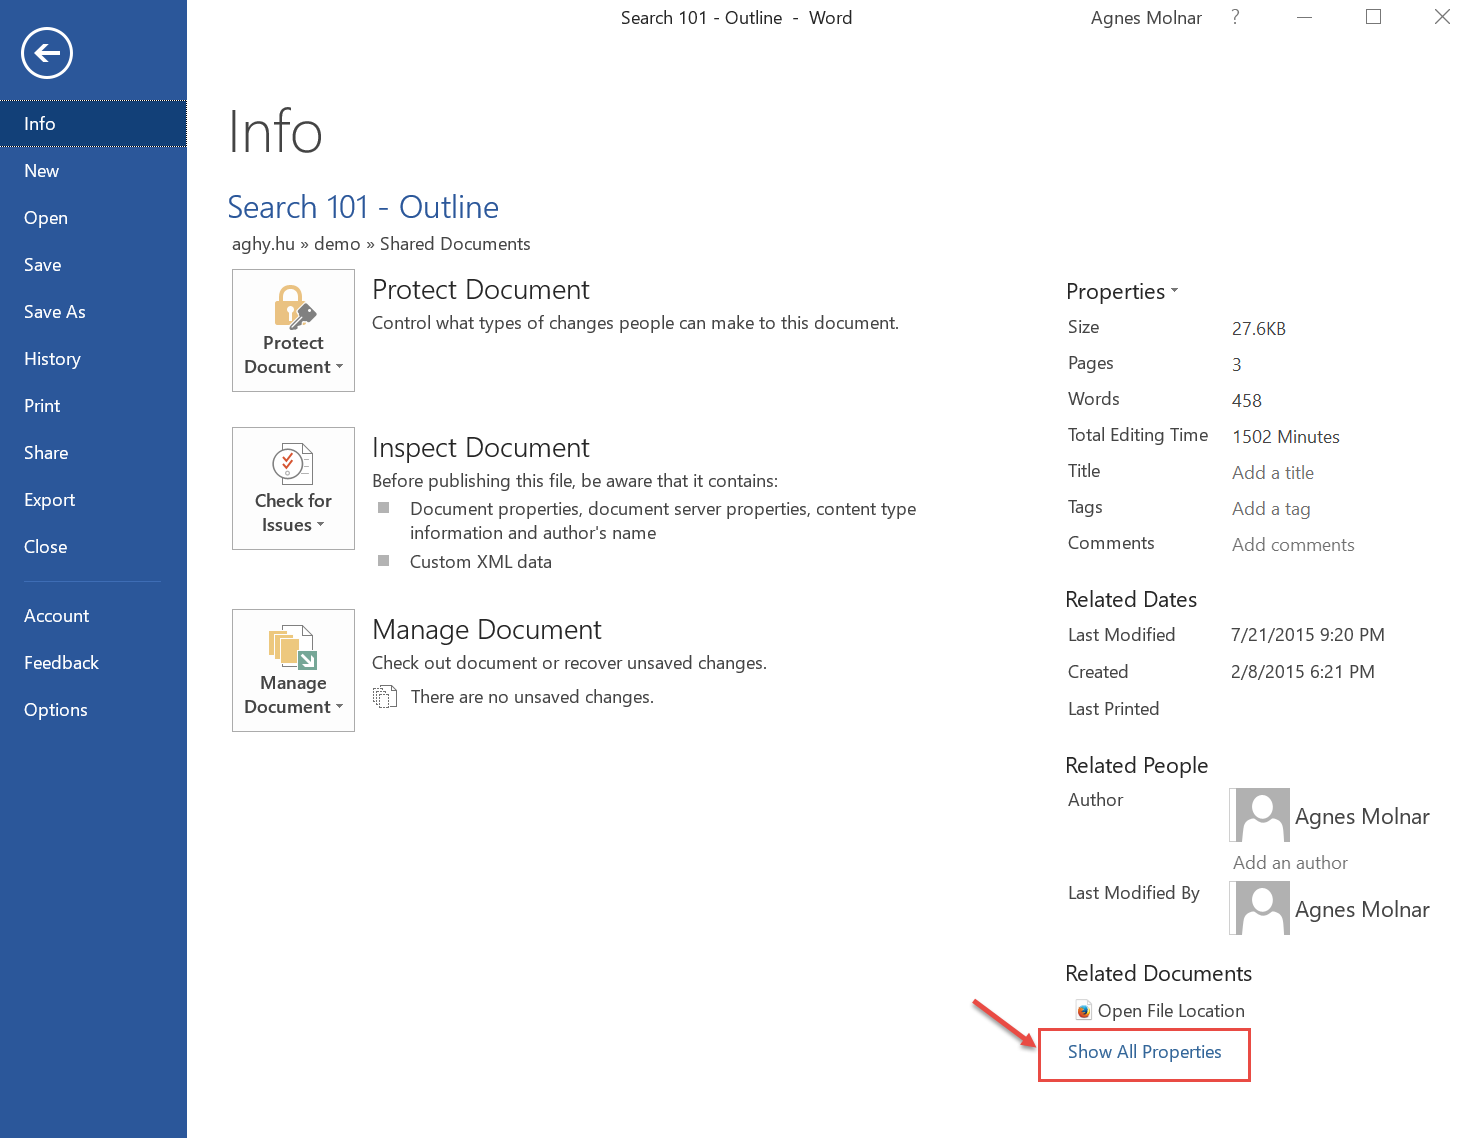 Search 101 - Outline - Word
Agnes Molnar
?
Info
New
Open
Save
Save As
History
Print
Share
Export
Close
Account
Feedback
Options
Info
Search 101 - Outline
aghy.hu » demo » Shared Documents
Protect
Document
Protect Document
Control what types of changes people can make to this document.
Check for
Issues
Inspect Document
Before publishing this file, be aware that it contains:
Document properties, document server properties, content type
information and author's name
Custom XML data
Manage
Document
Manage Document
Check out document or recover unsaved changes.
There are no unsaved changes.
Properties
Size 27.6KB
Pages 3
Words 458
Total Editing Time 1502 Minutes
Title Add a title
Tags Add a tag
Comments Add comments
Related Dates
Last Modified 7/21/2015 9:20 PM
Created 2/8/2015 6:21 PM
Last Printed
Related People
Author Agnes Molnar
Add an author
Last Modified By Agnes Molnar
Related Documents
Open File Location
Show All Properties